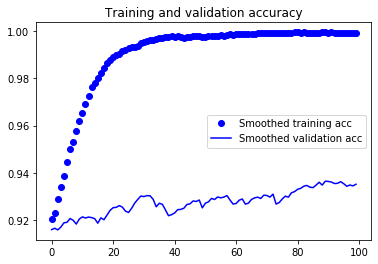 Training and validation accuracy
1.00
0.98
0.96
0.94
0.92
Smoothed training acc
Smoothed validation acc
0 20 40 60 80 100